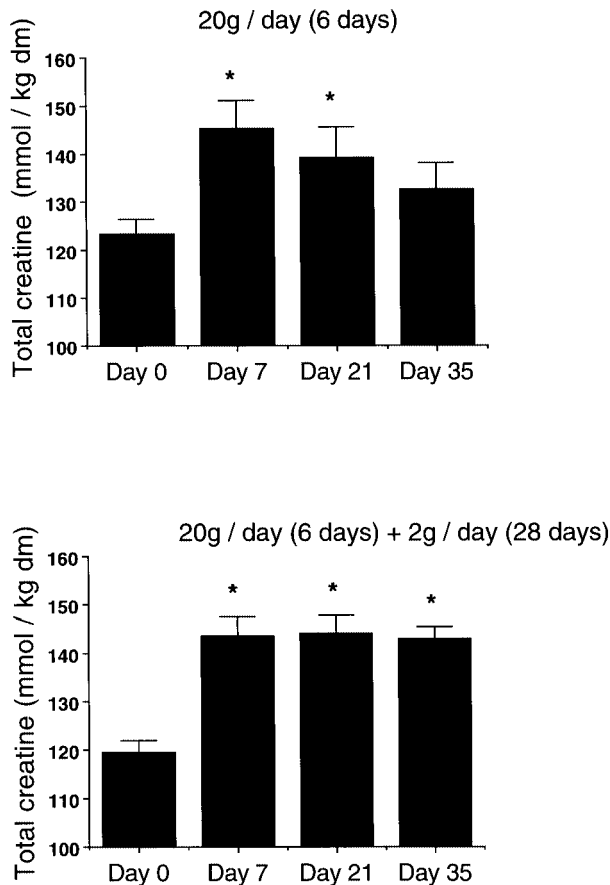 20g / day (6 days)
Total creatine (mmol / kg dm)
160
150
140
130
120
110
100
* *
Day 0 Day 7 Day 21 Day 35
20g / day (6 days) + 2g / day (28 days)
Total creatine (mmol / kg dm)
160
150
140
130
120
110
100
* * *
Day 0 Day 7 Day 21 Day 35